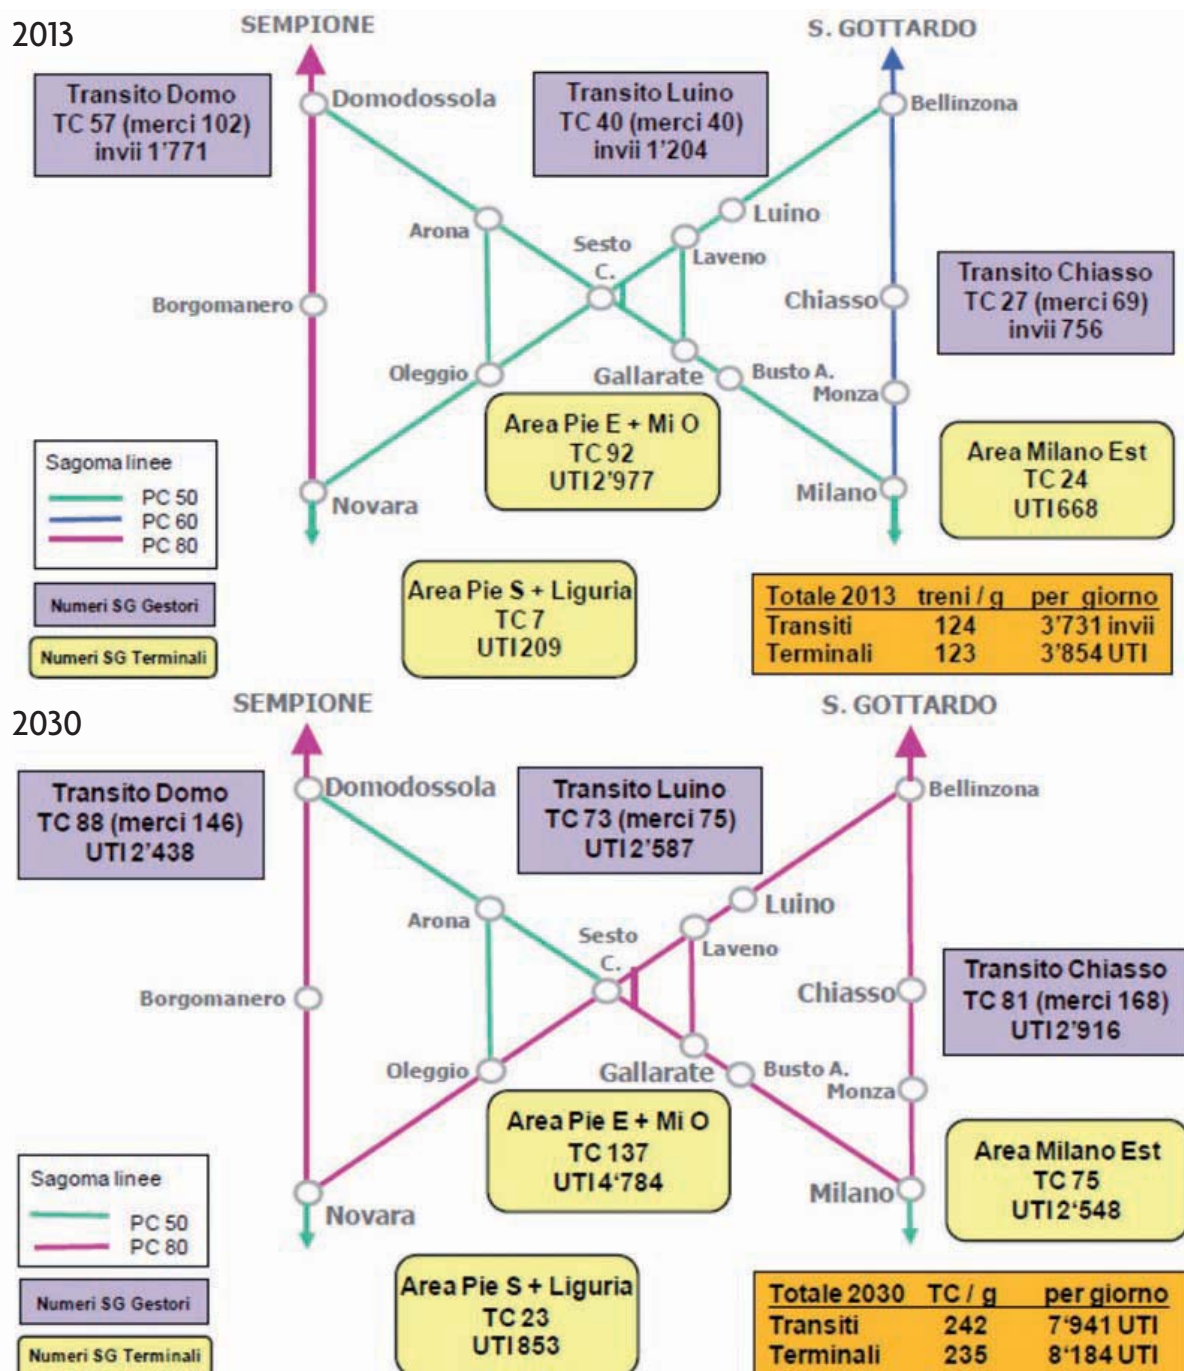 2013
SEMPIONE
S. GOTTARDO
Transito Domo
TC 57 (merci 102)
invii 1'771
Domodossola
Transito Luino
TC 40 (merci 40)
invii 1'204
Bellinzona
Arona
Luino
Sesto
C.
Laveno
Borgomanero
Chiasso
Transito Chiasso
TC 27 (merci 69)
invii 756
Oleggio
Gallarate
Busto A.
Monza
Area Pie E + Mi O
TC 92
UTI 2'977
Area Milano Est
TC 24
UTI 668
Sagoma linee
PC 50
PC 60
PC 80
Novara
Milano
Numeri SG Gestori
Numeri SG Terminali
Area Pie S + Liguria
TC 7
UTI 209
Totale 2013 treni / g per giorno
Transiti 124 3'731 invii
Terminali 123 3'854 UTI
2030
SEMPIONE
S. GOTTARDO
Transito Domo
TC 88 (merci 146)
UTI 2'438
Domodossola
Transito Luino
TC 73 (merci 75)
UTI 2'587
Bellinzona
Arona
Luino
Sesto
C.
Laveno
Borgomanero
Chiasso
Transito Chiasso
TC 81 (merci 168)
UTI 2'916
Oleggio
Gallarate
Busto A.
Monza
Area Pie E + Mi O
TC 137
UTI 4'784
Area Milano Est
TC 75
UTI 2'548
Sagoma linee
PC 50
PC 80
Novara
Milano
Numeri SG Gestori
Numeri SG Terminali
Area Pie S + Liguria
TC 23
UTI 853
Totale 2030 TC / g per giorno
Transiti 242 7'941 UTI
Terminali 235 8'184 UTI